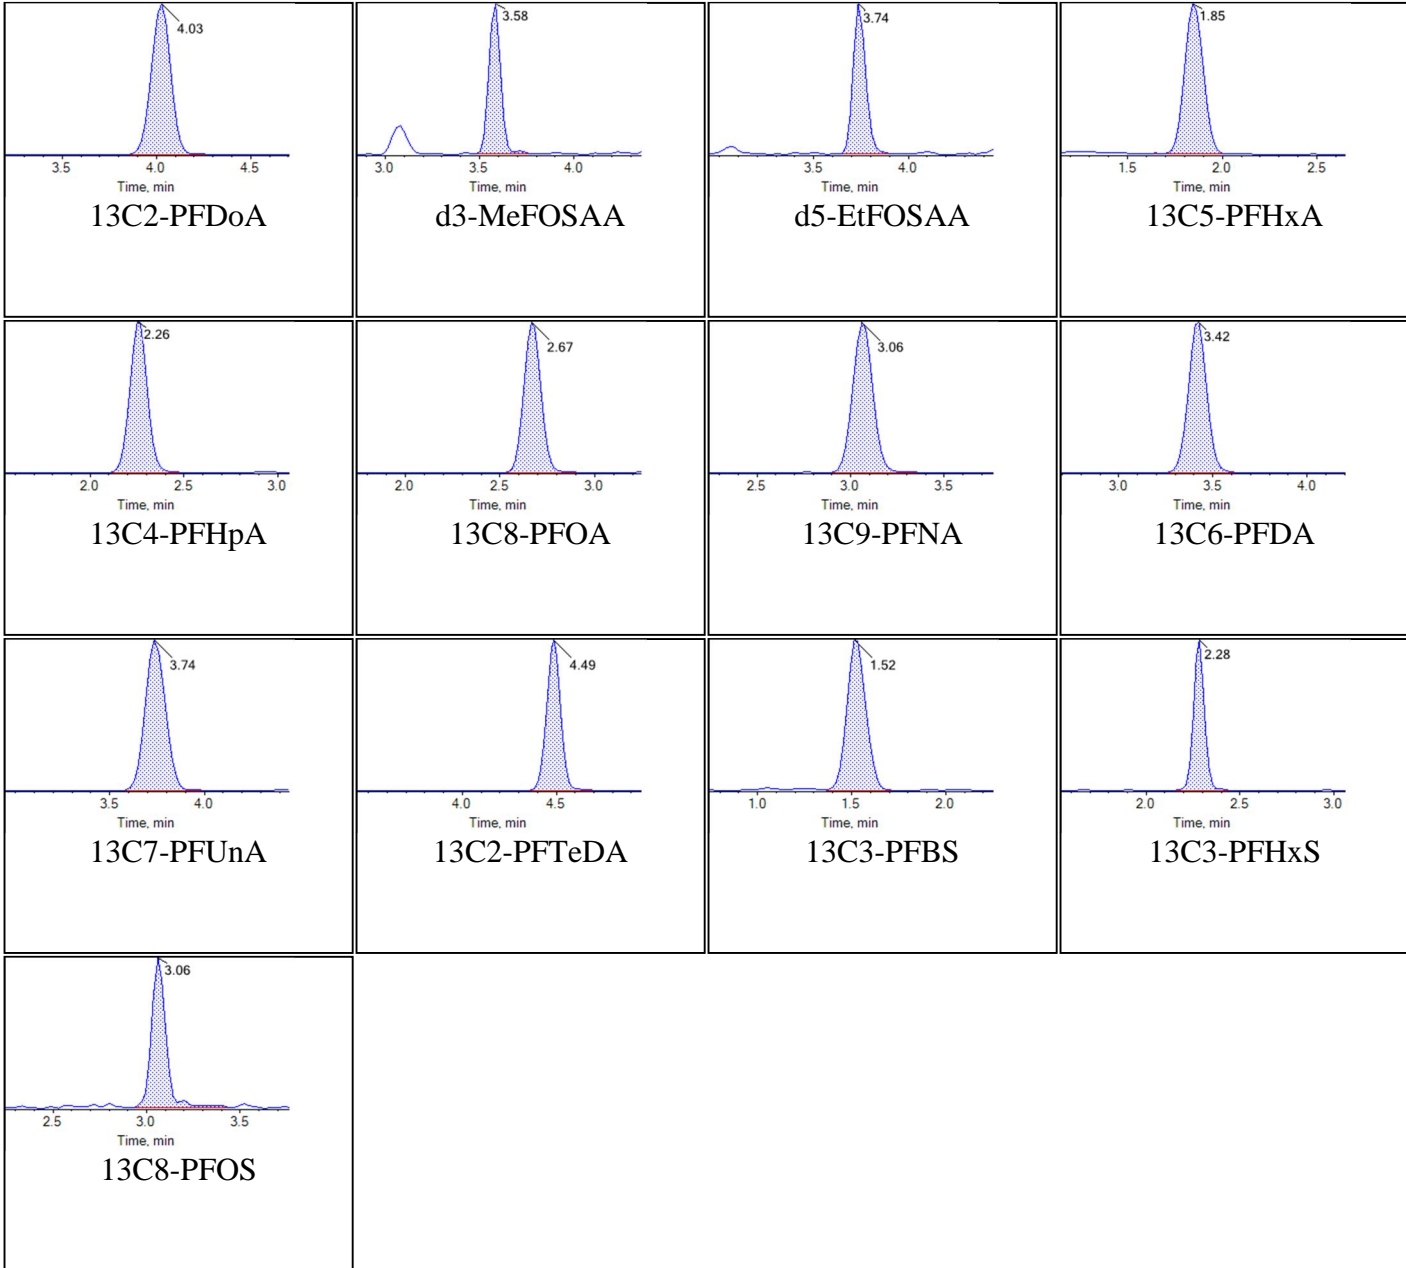 4.03
3.5 4.0 4.5
Time, min
13C2-PFDoA
3.58
3.0 3.5 4.0
Time, min
d3-MeFOSAA
3.74
3.5 4.0
Time, min
d5-EtFOSAA
1.85
1.5 2.0 2.5
Time, min
13C5-PFHxA
2.26
2.0 2.5 3.0
Time, min
13C4-PFHpA
2.67
2.0 2.5 3.0
Time, min
13C8-PFOA
3.06
2.5 3.0 3.5
Time, min
13C9-PFNA
3.42
3.0 3.5 4.0
Time, min
13C6-PFDA
3.74
3.5 4.0
Time, min
13C7-PFUnA
4.49
4.0 4.5
Time, min
13C2-PFTeDA
1.52
1.0 1.5 2.0
Time, min
13C3-PFBS
2.28
2.0 2.5 3.0
Time, min
13C3-PFHxS
3.06
2.5 3.0 3.5
Time, min
13C8-PFOS